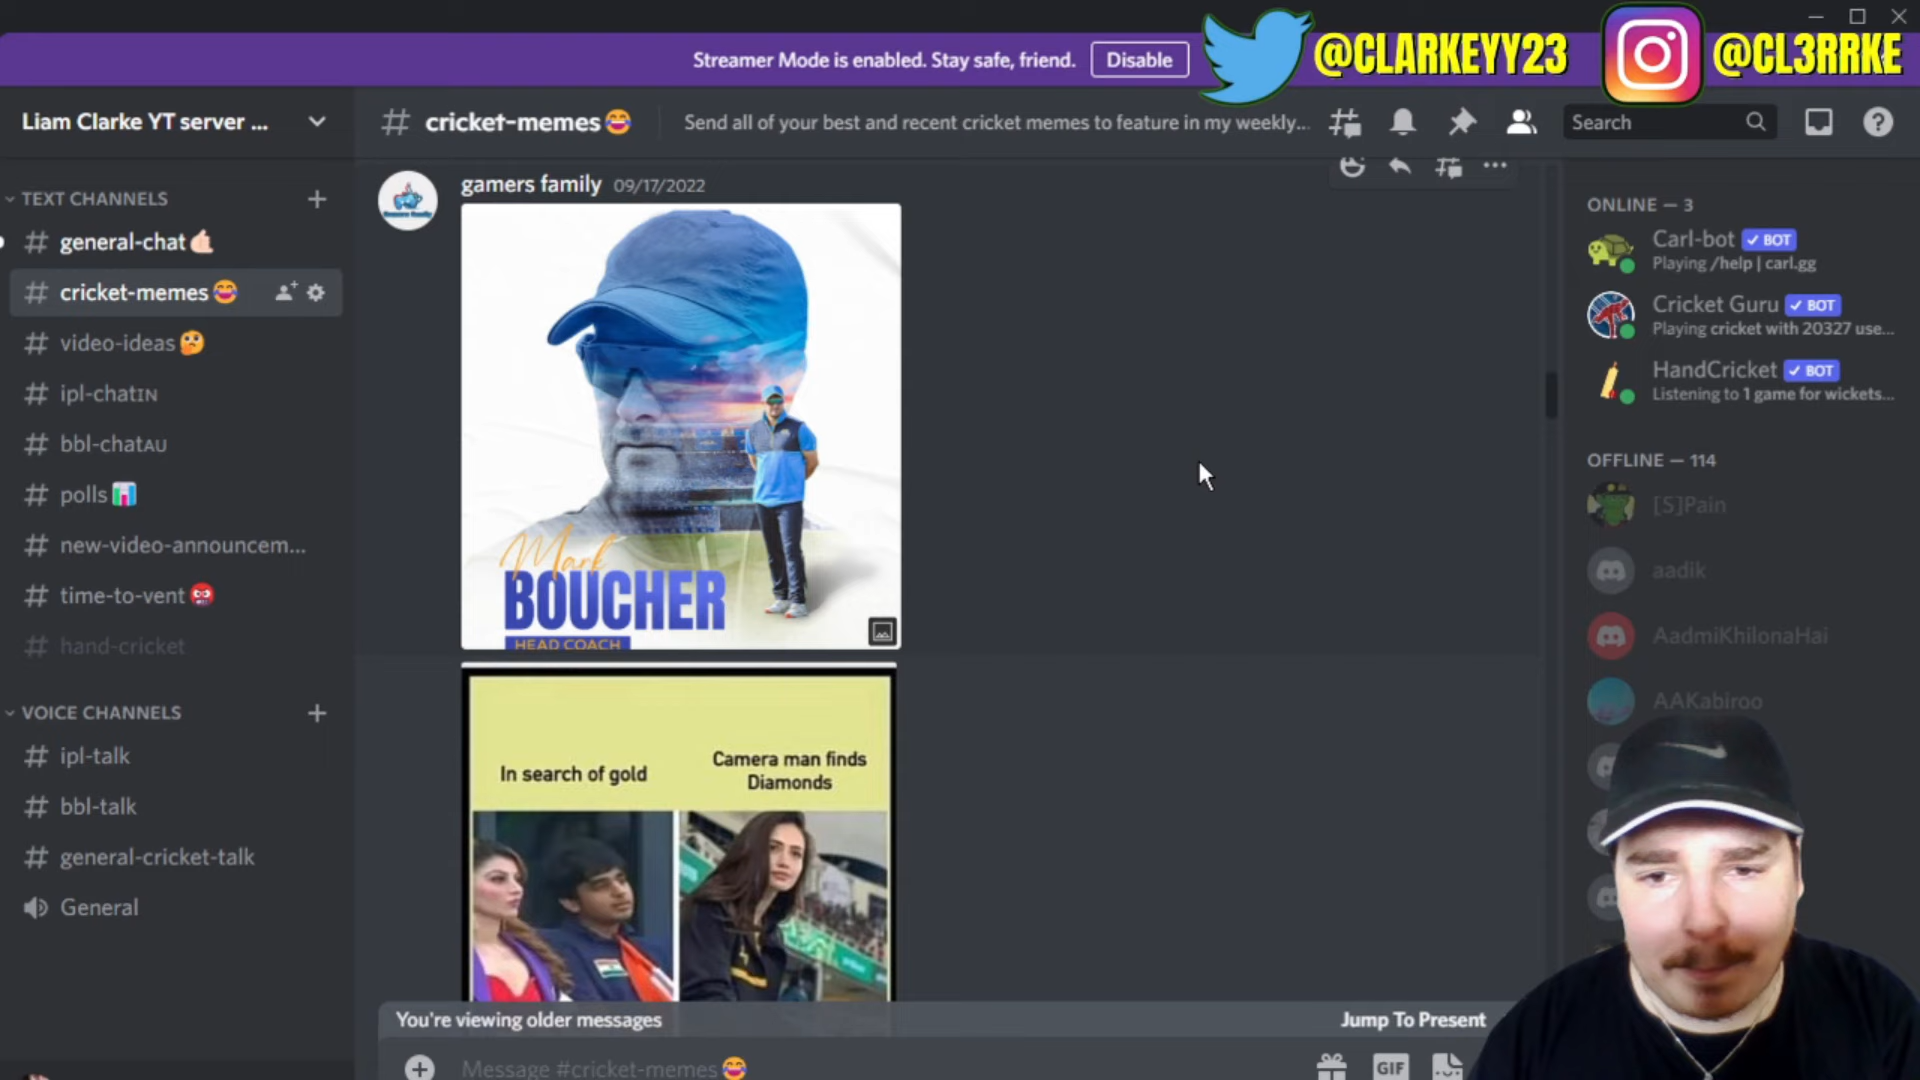 Streamer Mode is enabled. Stay safe, friend.
Disable
@CLARKEYY23
@CL3RRKE
Liam Clarke YT server ...
# cricket-memes😂
Send all of your best and recent cricket memes to feature in my weekly...
Search
TEXT CHANNELS
# general-chat🤙🏻
# cricket-memes😂
# video-ideas🤔
# ipl-chatIN
# bbl-chatAU
# polls📊
# new-video-announcem...
# time-to-vent👹
# hand-cricket
VOICE CHANNELS
# ipl-talk
# bbl-talk
# general-cricket-talk
General
gamers family 09/17/2022
Mark
BOUCHER
HEAD COACH
In search of gold
Camera man finds
Diamonds
You're viewing older messages
Jump To Present
Message #cricket-memes😂
GIF
ONLINE — 3
Carl-bot ✓ BOT
Playing /help | carl.gg
Cricket Guru ✓ BOT
Playing cricket with 20327 use...
HandCricket ✓ BOT
Listening to 1 game for wickets...
OFFLINE — 114
[S]Pain
aadik
AadmiKhilonaHai
AAKabiroo